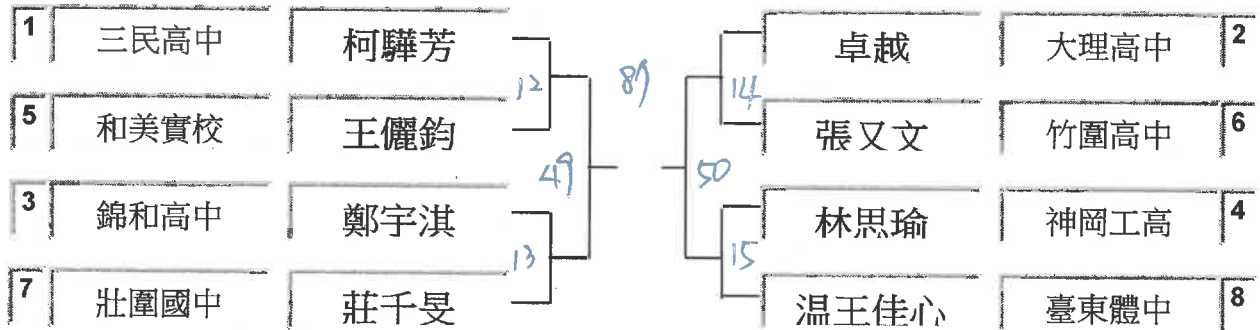 1 三民高中 柯驊芳 卓越 大理高中 2
12 89 14
5 和美實校 王儷鈞 張又文 竹圍高中 6
49 50
3 錦和高中 鄭宇淇 林思瑜 神岡工高 4
13 15
7 壯圍國中 莊千旻 温王佳心 臺東體中 8